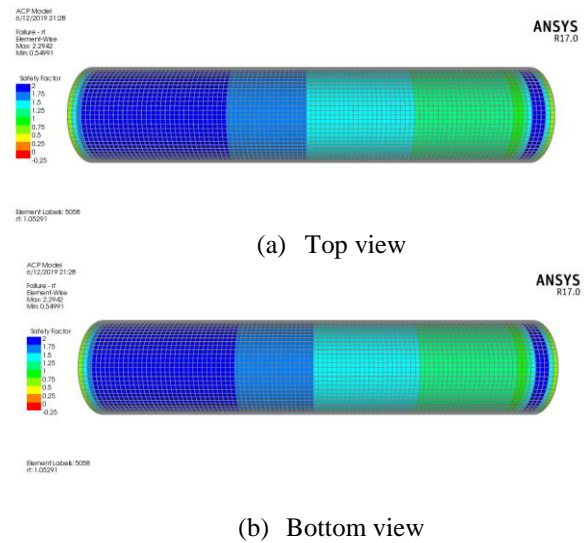 ACP Model
6/12/2019 21:28
Failure - rf
Element-Wise
Max: 2.2942
Min: 0.54991
ANSYS
R17.0
Safety Factor
2
1.75
1.5
1.25
1
0.75
0.5
0.25
0
-0.25
Element Labels: 5058
rf: 1.05291
(a) Top view
ACP Model
6/12/2019 21:28
Failure - rf
Element-Wise
Max: 2.2942
Min: 0.54991
ANSYS
R17.0
Safety Factor
2
1.75
1.5
1.25
1
0.75
0.5
0.25
0
-0.25
Element Labels: 5058
rf: 1.05291
(b) Bottom view